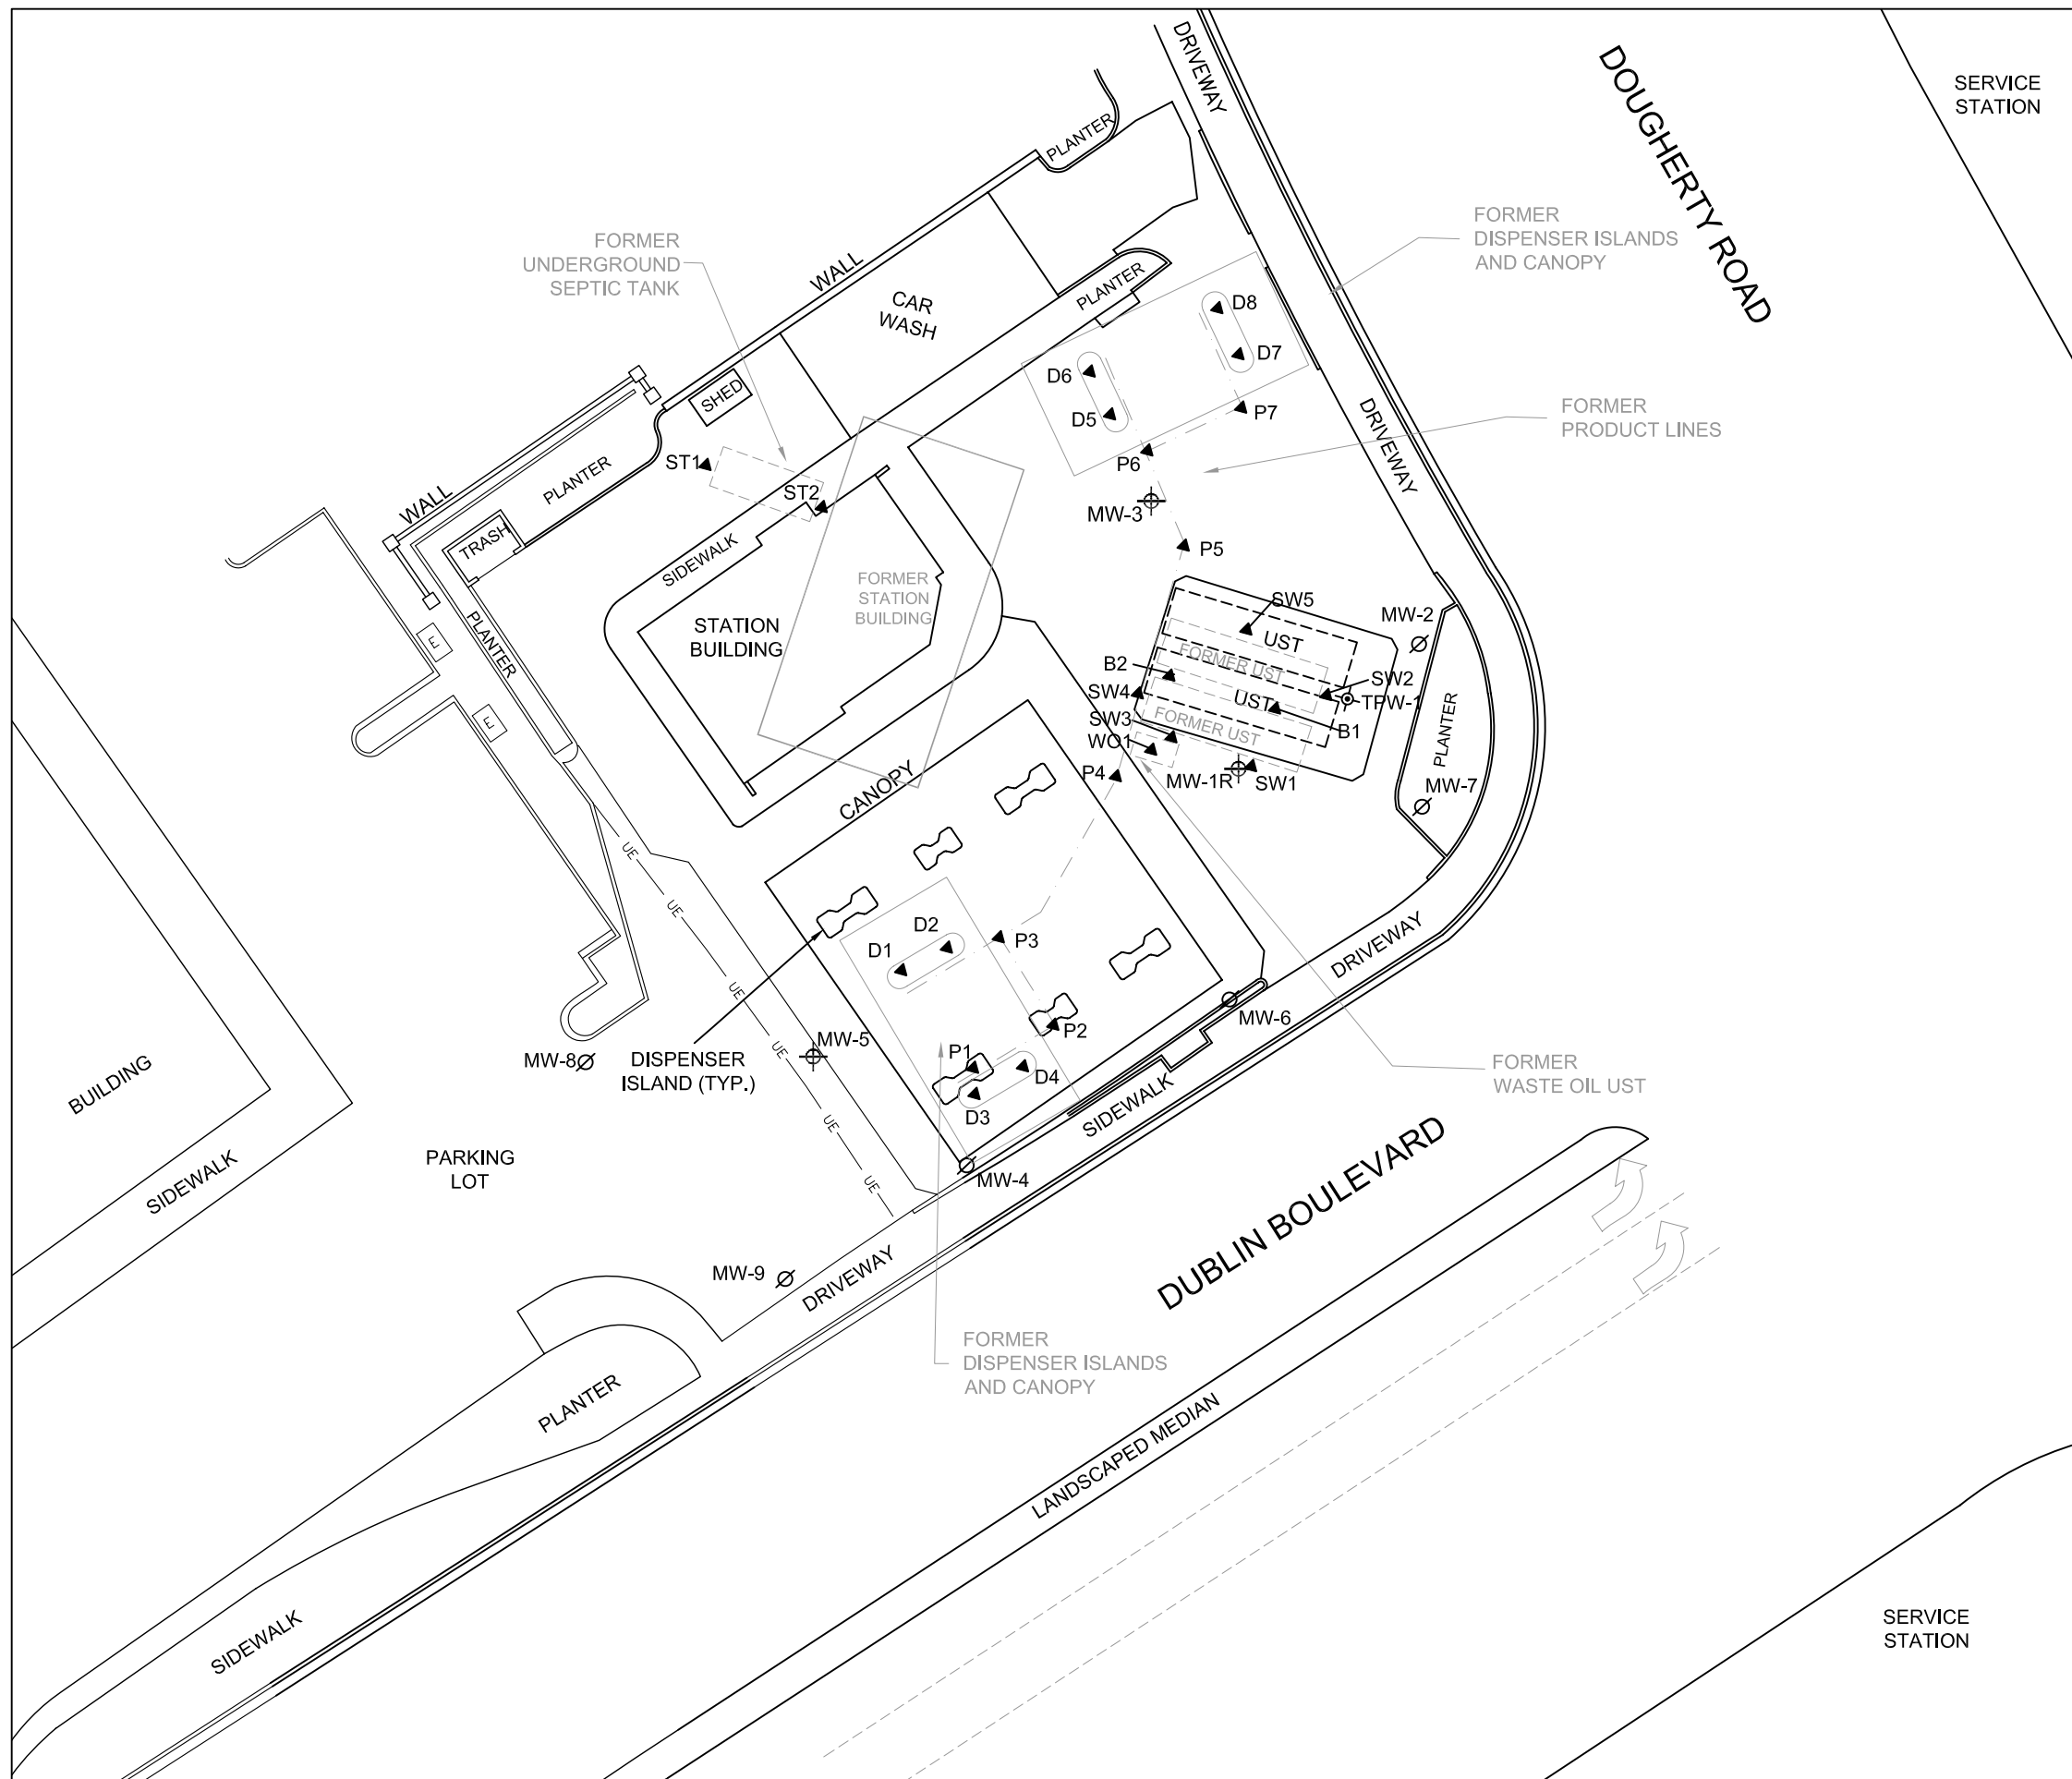 DRIVEWAY
DOUGHERTY ROAD
SERVICE
STATION
PLANTER
FORMER
UNDERGROUND
SEPTIC TANK
WALL
CAR
WASH
PLANTER
FORMER
DISPENSER ISLANDS
AND CANOPY
D8
D7
D6
D5
P7
P6
SHED
FORMER
PRODUCT LINES
DRIVEWAY
ST1
ST2
WALL
PLANTER
TRASH
MW-3
P5
SIDEWALK
FORMER
STATION
BUILDING
STATION
BUILDING
PLANTER
E
E
SW5
UST
MW-2
FORMER UST
B2
SW2
SW4
UST
TPW-1
SW3
FORMER UST
B1
WO1
PLANTER
P4
MW-1R
SW1
MW-7
CANOPY
UE
UE
UE
UE
UE
UE
D2
D1
P3
DRIVEWAY
MW-6
P2
MW-5
P1
D4
D3
MW-8
DISPENSER
ISLAND (TYP.)
FORMER
WASTE OIL UST
BUILDING
SIDEWALK
PARKING
LOT
SIDEWALK
MW-4
DUBLIN BOULEVARD
MW-9
DRIVEWAY
FORMER
DISPENSER ISLANDS
AND CANOPY
PLANTER
LANDSCAPED MEDIAN
SIDEWALK
SERVICE
STATION